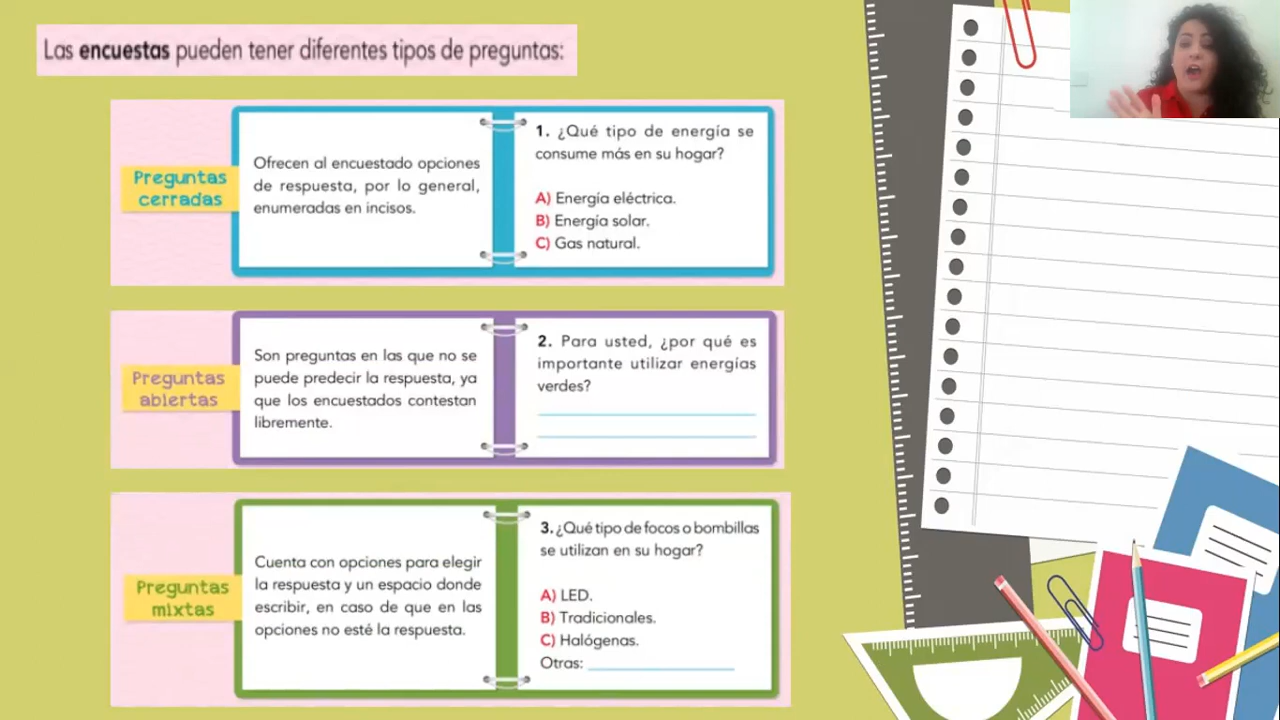 Las encuestas pueden tener diferentes tipos de preguntas:
Preguntas
cerradas
Ofrecen al encuestado opciones
de respuesta, por lo general,
enumeradas en incisos.
1. ¿Qué tipo de energía se
consume más en su hogar?
A) Energía eléctrica.
B) Energía solar.
C) Gas natural.
Preguntas
abiertas
Son preguntas en las que no se
puede predecir la respuesta, ya
que los encuestados contestan
libremente.
2. Para usted, ¿por qué es
importante utilizar energías
verdes?
Preguntas
mixtas
Cuenta con opciones para elegir
la respuesta y un espacio donde
escribir, en caso de que en las
opciones no esté la respuesta.
3. ¿Qué tipo de focos o bombillas
se utilizan en su hogar?
A) LED.
B) Tradicionales.
C) Halógenas.
Otras: